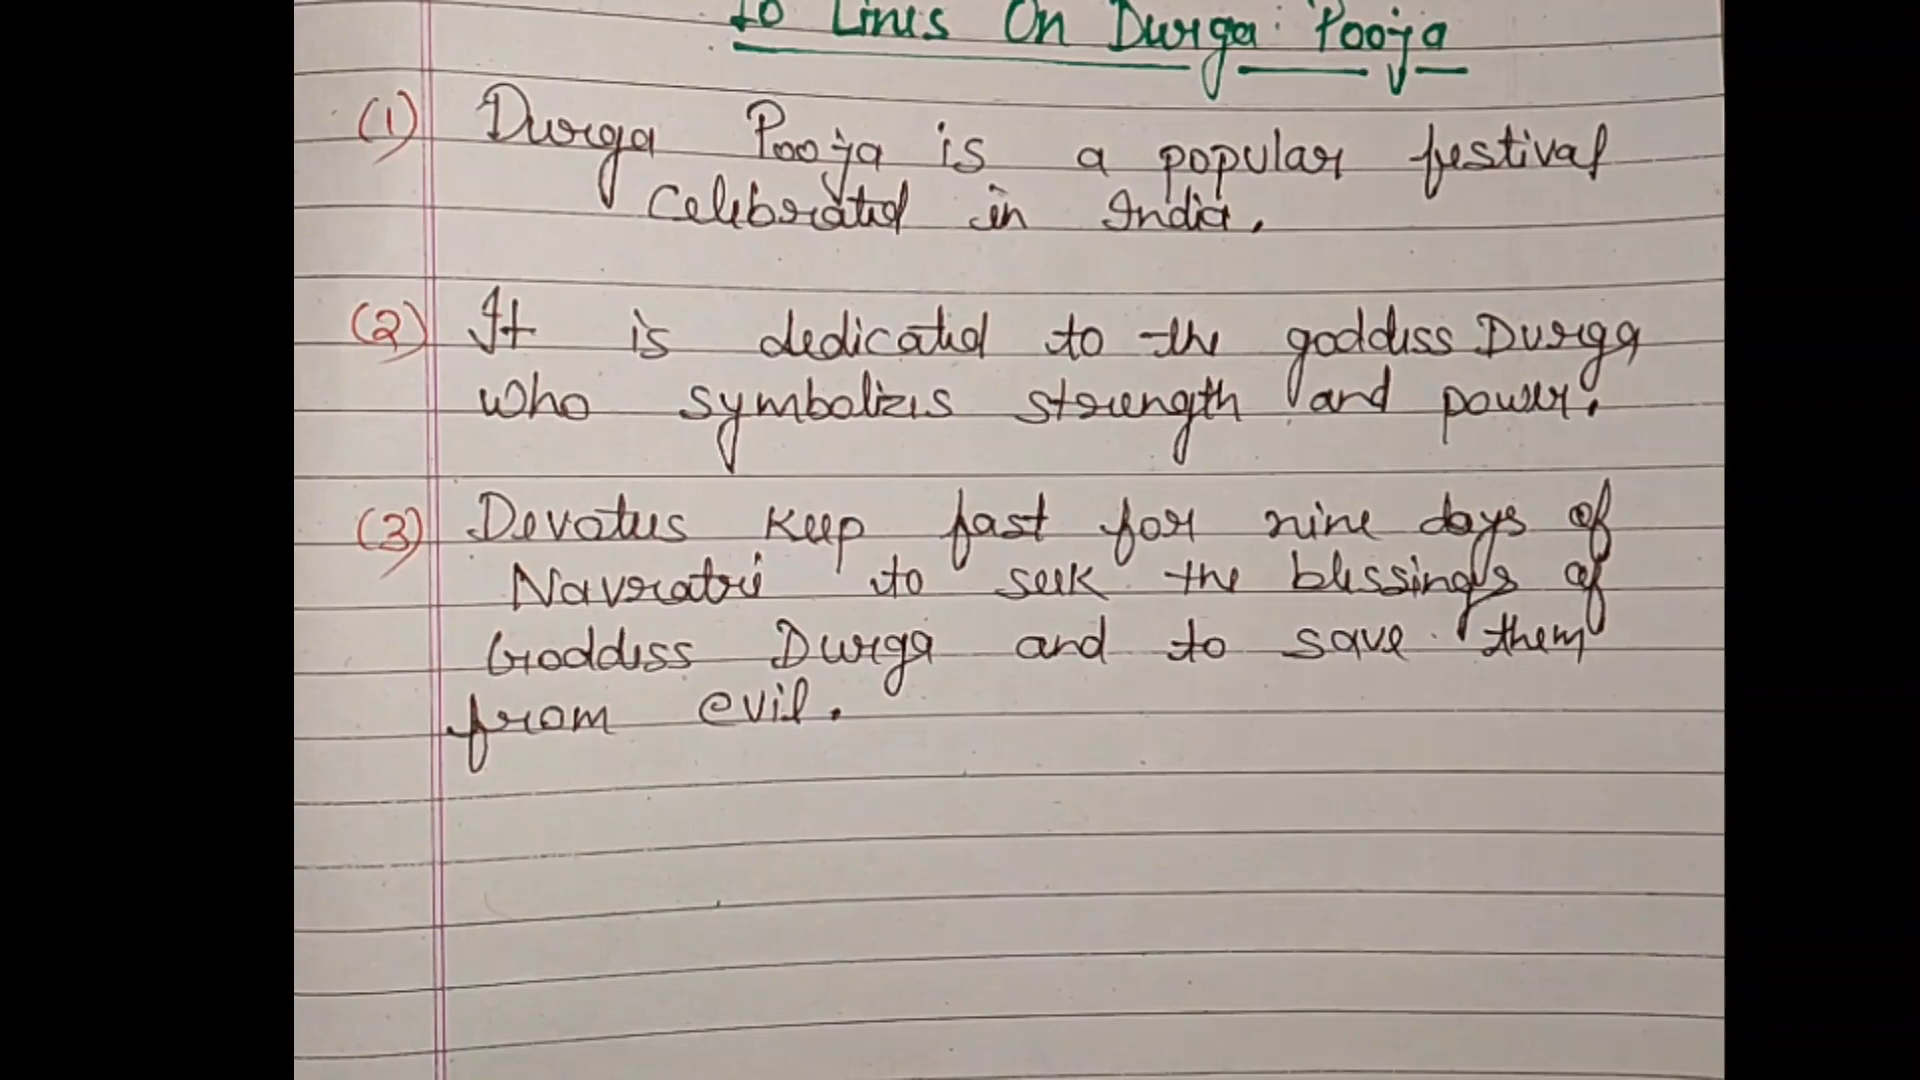 10 Lines On Durga Pooja
(1) Durga Pooja is a popular festival
celebrated in India.
(2) It is dedicated to the goddess Durga
who symbolizes strength and power.
(3) Devotees keep fast for nine days of
Navratri to seek the blessings of
Goddess Durga and to save them
from evil.